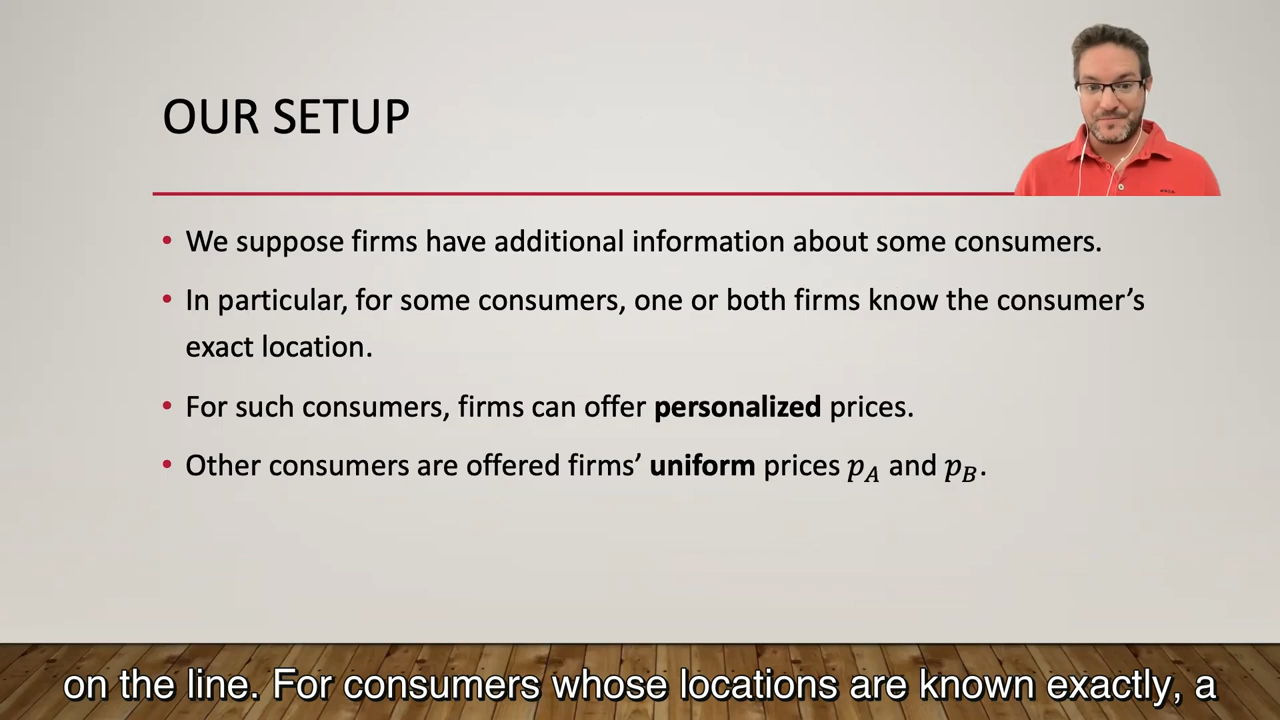 OUR SETUP
• We suppose firms have additional information about some consumers.
• In particular, for some consumers, one or both firms know the consumer’s
exact location.
• For such consumers, firms can offer personalized prices.
• Other consumers are offered firms’ uniform prices p_A and p_B.
on the line. For consumers whose locations are known exactly, a